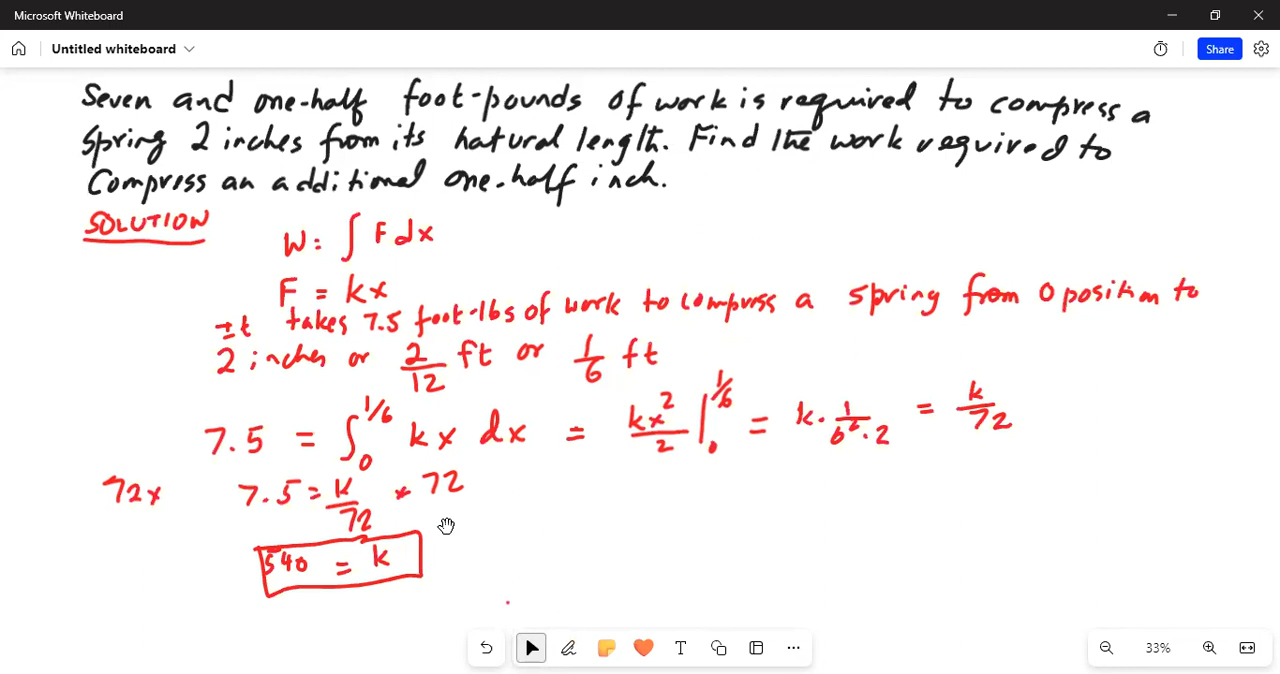 Microsoft Whiteboard
Untitled whiteboard
Share
Seven and one-half foot-pounds of work is required to compress a
spring 2 inches from its natural length. Find the work required to
Compress an additional one-half inch.
SOLUTION
W = ∫ F dx
F = kx
It takes 7.5 foot-lbs of work to compress a spring from 0 position to
2 inches or 2/12 ft or 1/6 ft
7.5 = ∫₀^1/6 kx dx = kx²/2 |₀^1/6 = k · 1/6²·2 = k/72
72 x 7.5 = k/72 x 72
540 = k
33%